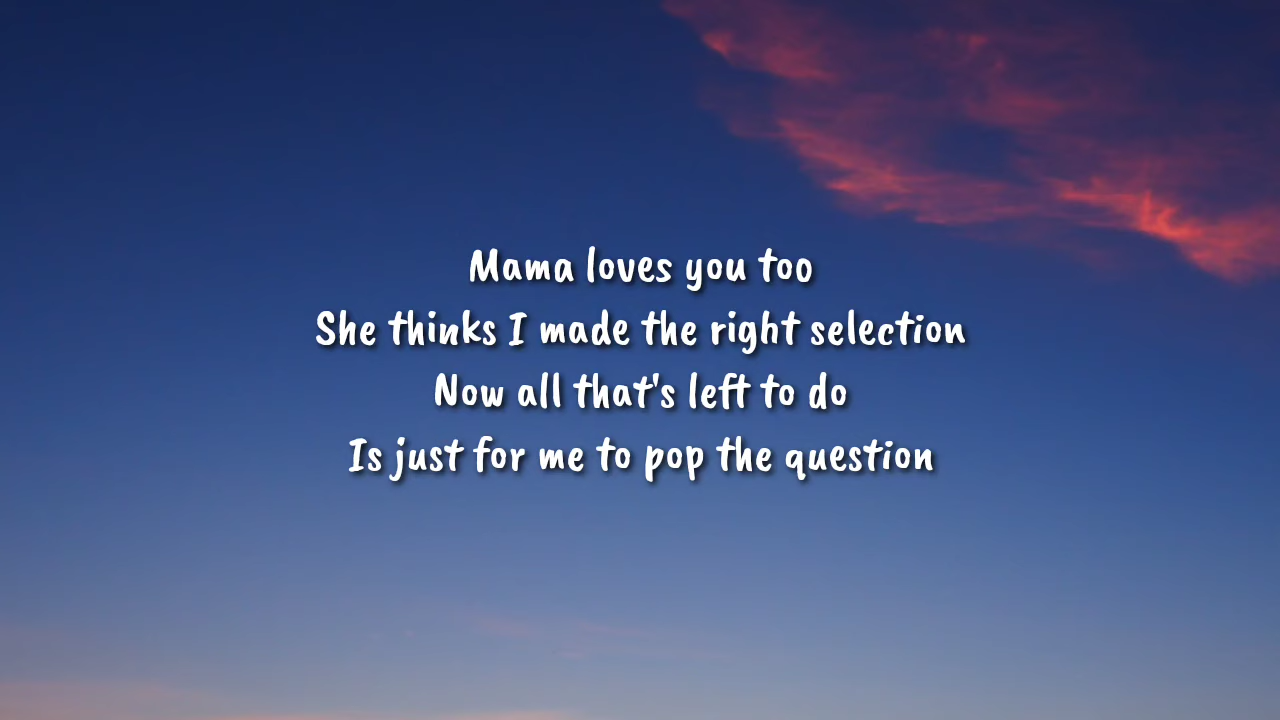 Mama loves you too
She thinks I made the right selection
Now all that's left to do
Is just for me to pop the question